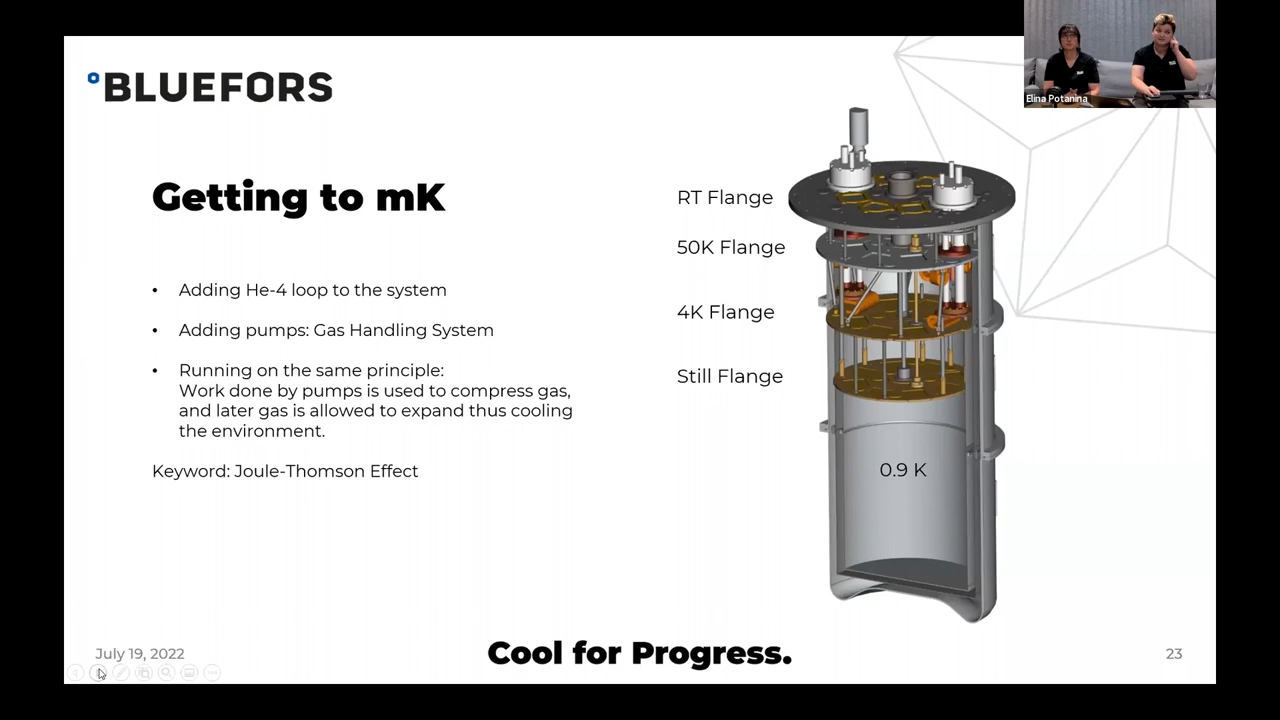 BLUEFORS
Elina Potanina
Getting to mK
• Adding He-4 loop to the system
• Adding pumps: Gas Handling System
• Running on the same principle:
Work done by pumps is used to compress gas,
and later gas is allowed to expand thus cooling
the environment.
Keyword: Joule-Thomson Effect
RT Flange
50K Flange
4K Flange
Still Flange
0.9 K
July 19, 2022
Cool for Progress.
23